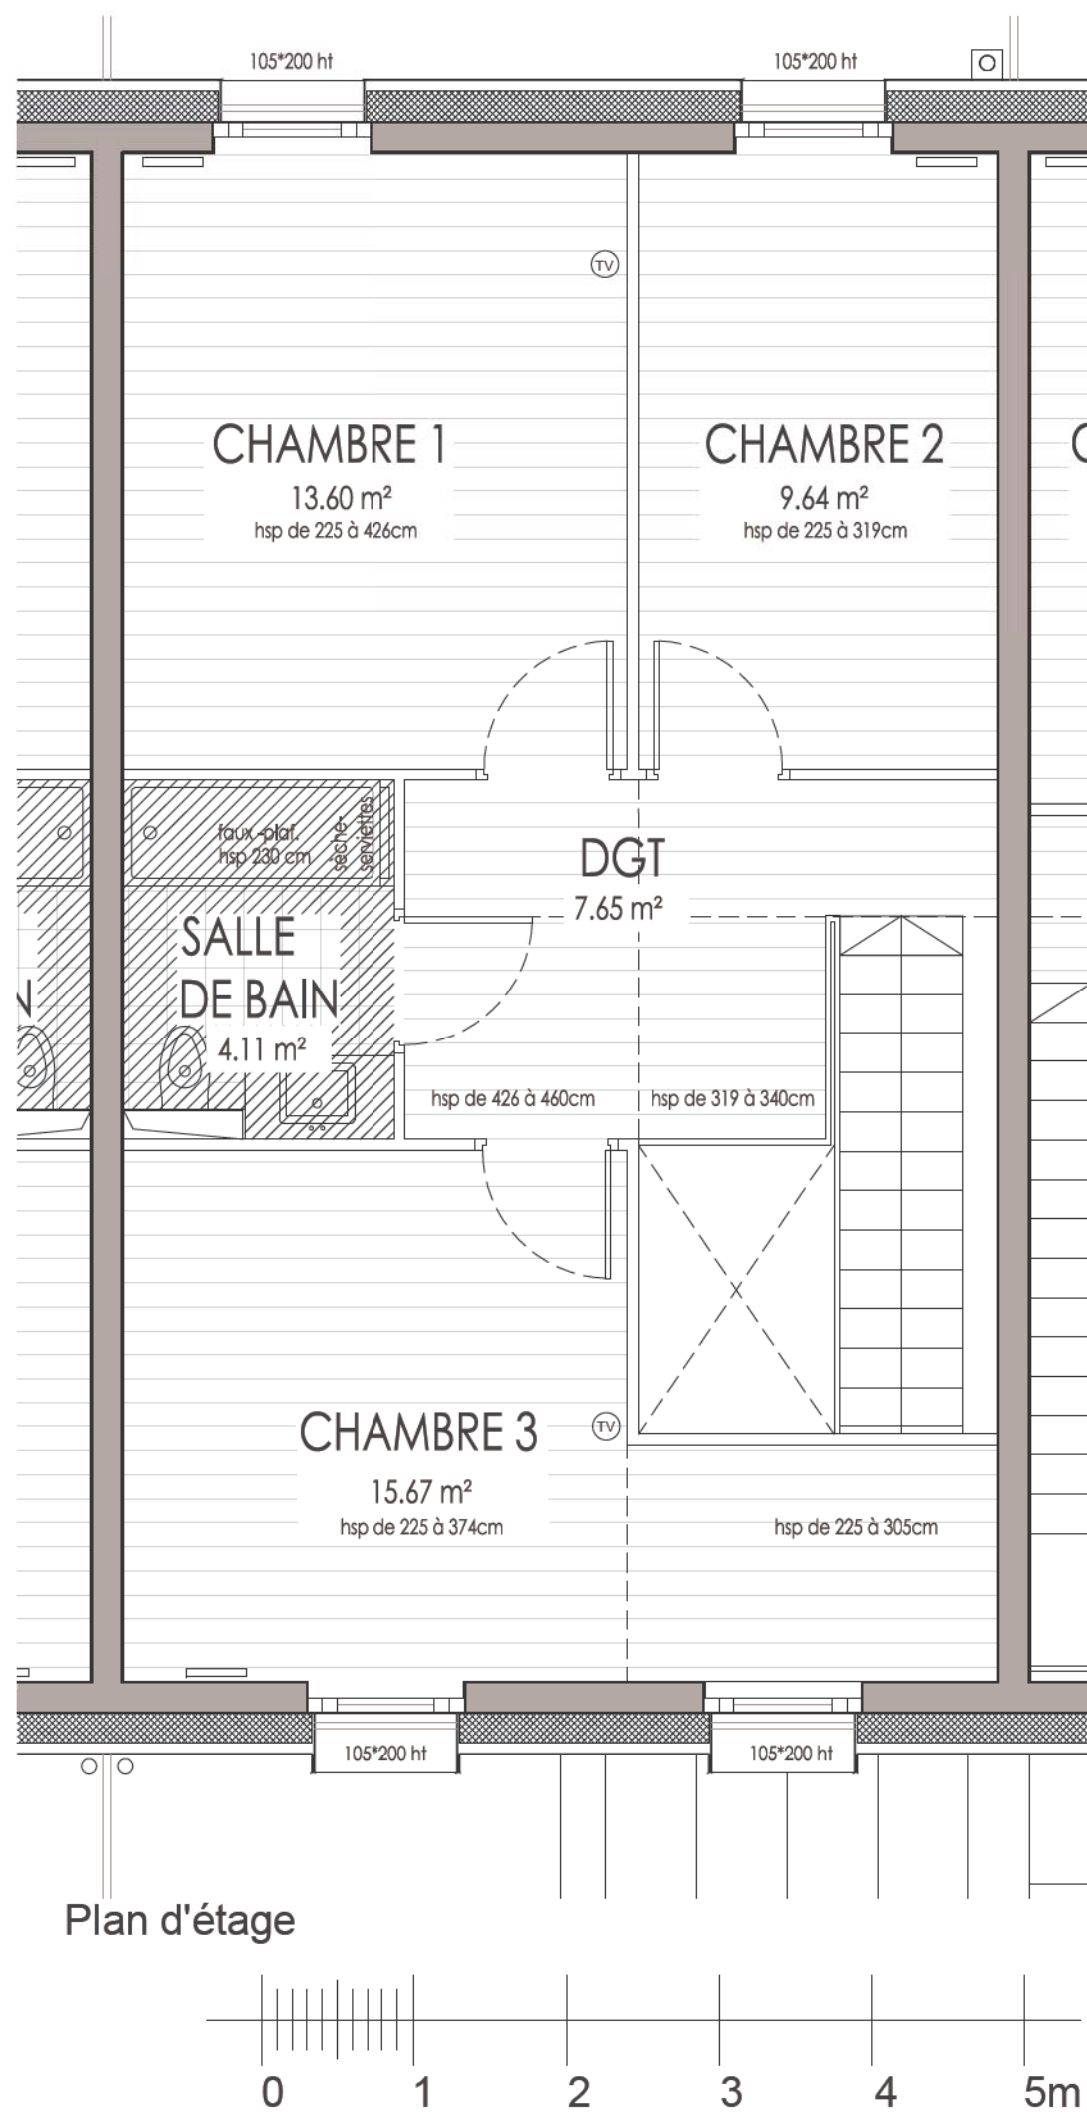 105*200 ht
105*200 ht
TV
CHAMBRE 1
13.60 m²
hsp de 225 à 426cm
CHAMBRE 2
9.64 m²
hsp de 225 à 319cm
C
faux-plaf.
hsp 230 cm
sèche-
serviettes
DGT
7.65 m²
SALLE
DE BAIN
4.11 m²
N
hsp de 426 à 460cm
hsp de 319 à 340cm
CHAMBRE 3
15.67 m²
hsp de 225 à 374cm
TV
hsp de 225 à 305cm
105*200 ht
105*200 ht
Plan d'étage
0 1 2 3 4 5m